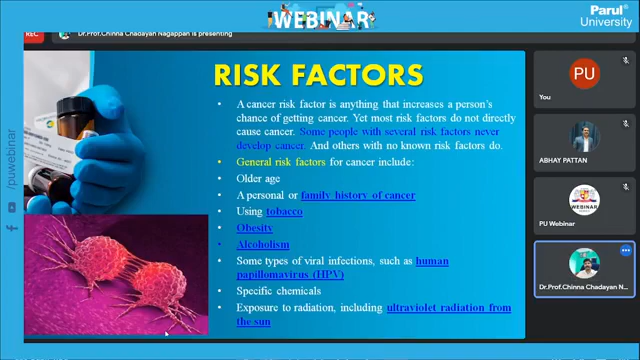 WEBINAR
Parul®
University
REC
Dr.Prof.Chinna Chadayan Nagappan is presenting
/puwebinar
RISK FACTORS
• A cancer risk factor is anything that increases a person's
chance of getting cancer. Yet most risk factors do not directly
cause cancer. Some people with several risk factors never
develop cancer. And others with no known risk factors do.
• General risk factors for cancer include:
• Older age
• A personal or family history of cancer
• Using tobacco
• Obesity
• Alcoholism
• Some types of viral infections, such as human
papillomavirus (HPV)
• Specific chemicals
• Exposure to radiation, including ultraviolet radiation from
the sun
PU
You
ABHAY PATTAN
WEBINAR
PU Webinar
Dr.Prof.Chinna Chadayan N...